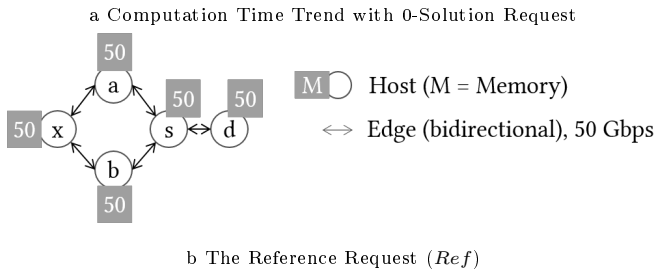 a Computation Time Trend with 0-Solution Request
50
a
50
50
M Host (M = Memory)
50 x
s
d
Edge (bidirectional), 50 Gbps
b
50
b The Reference Request (Ref)